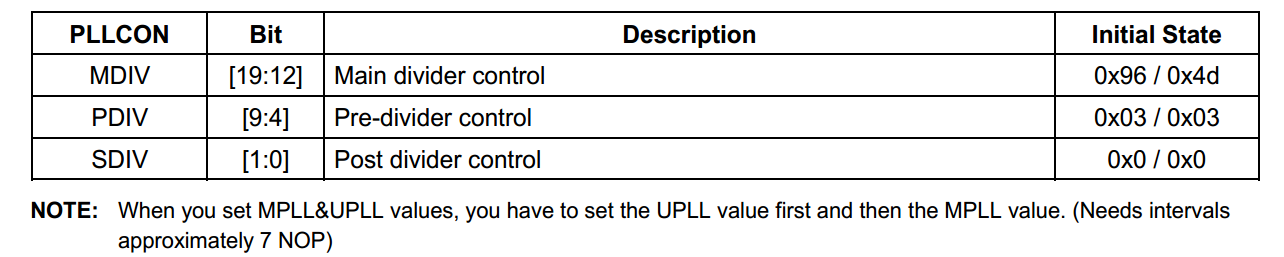 PLLCON Bit Description Initial State
MDIV [19:12] Main divider control 0x96 / 0x4d
PDIV [9:4] Pre-divider control 0x03 / 0x03
SDIV [1:0] Post divider control 0x0 / 0x0
NOTE: When you set MPLL&UPLL values, you have to set the UPLL value first and then the MPLL value. (Needs intervals
approximately 7 NOP)